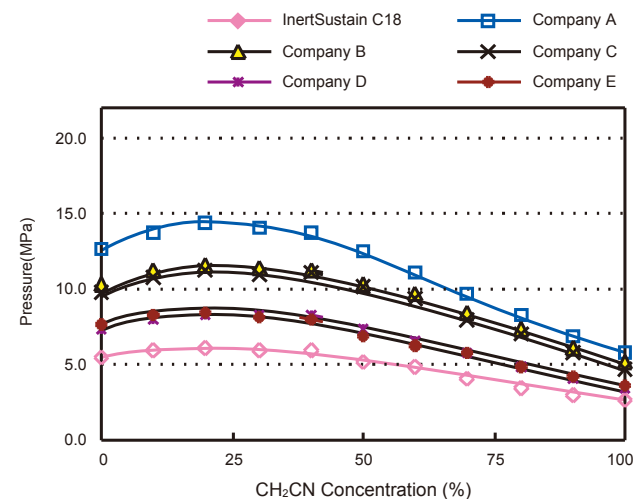 InertSustain C18
Company A
Company B
Company C
Company D
Company E
20.0
15.0
10.0
5.0
0.0
Pressure(MPa)
0 25 50 75 100
CH₂CN Concentration (%)